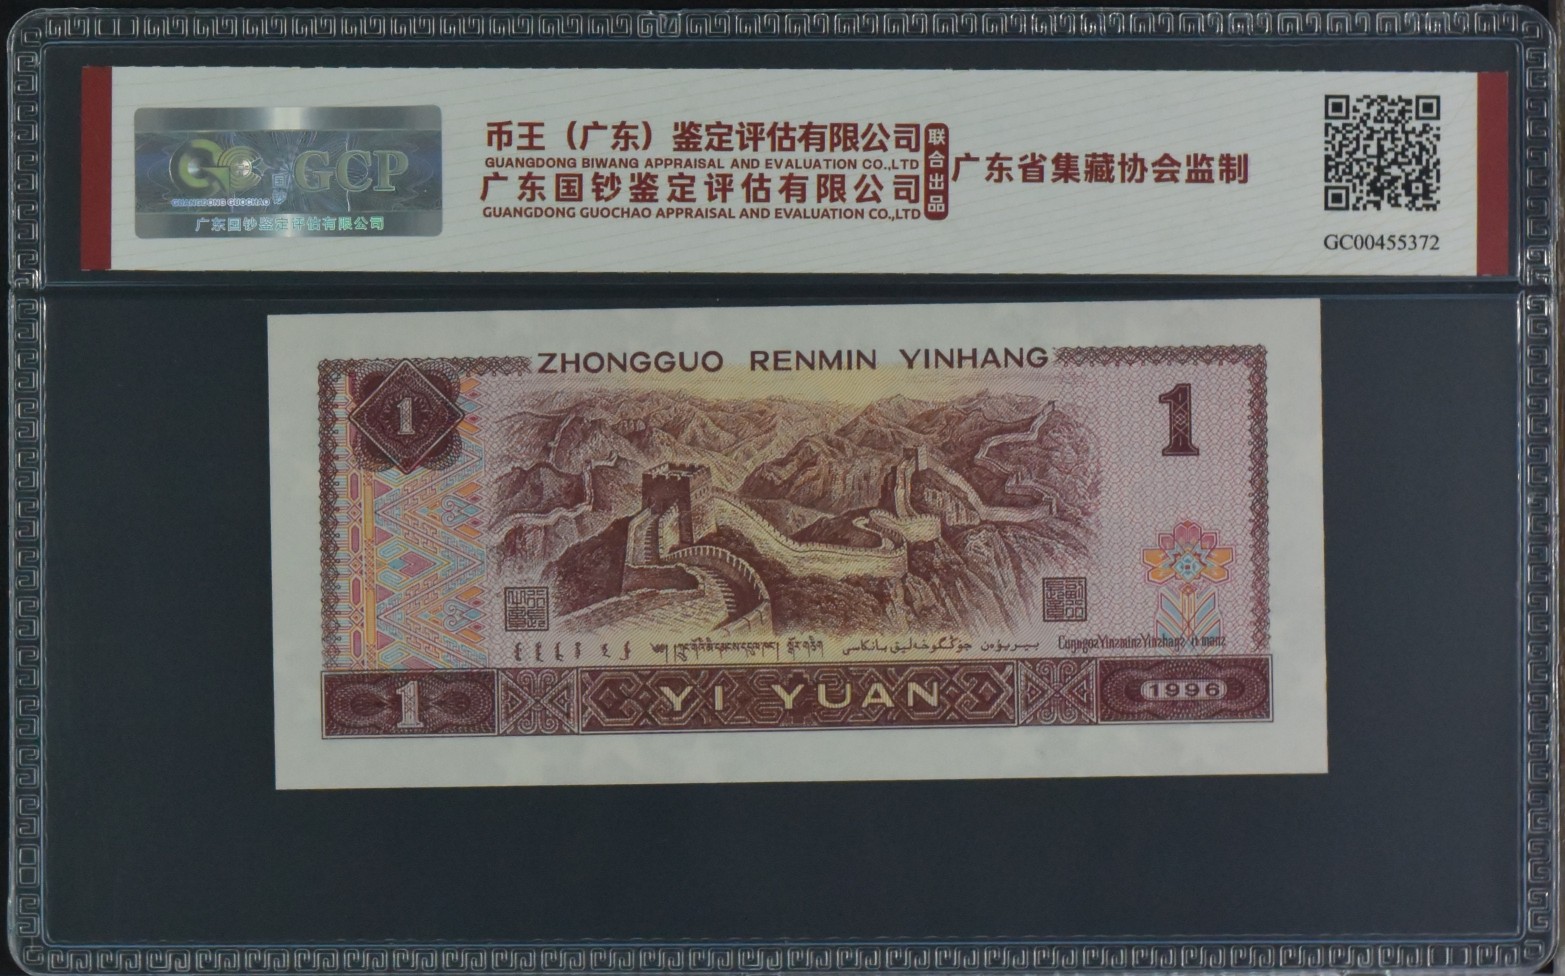 GCP
GUANGDONG GUOCHAO
广东国钞鉴定评估有限公司
币王（广东）鉴定评估有限公司
GUANGDONG BIWANG APPRAISAL AND EVALUATION CO.,LTD
广东国钞鉴定评估有限公司
GUANGDONG GUOCHAO APPRAISAL AND EVALUATION CO.,LTD
联合出品
广东省集藏协会监制
GC00455372
ZHONGGUO RENMIN YINHANG
1
1
1
YI YUAN
1996